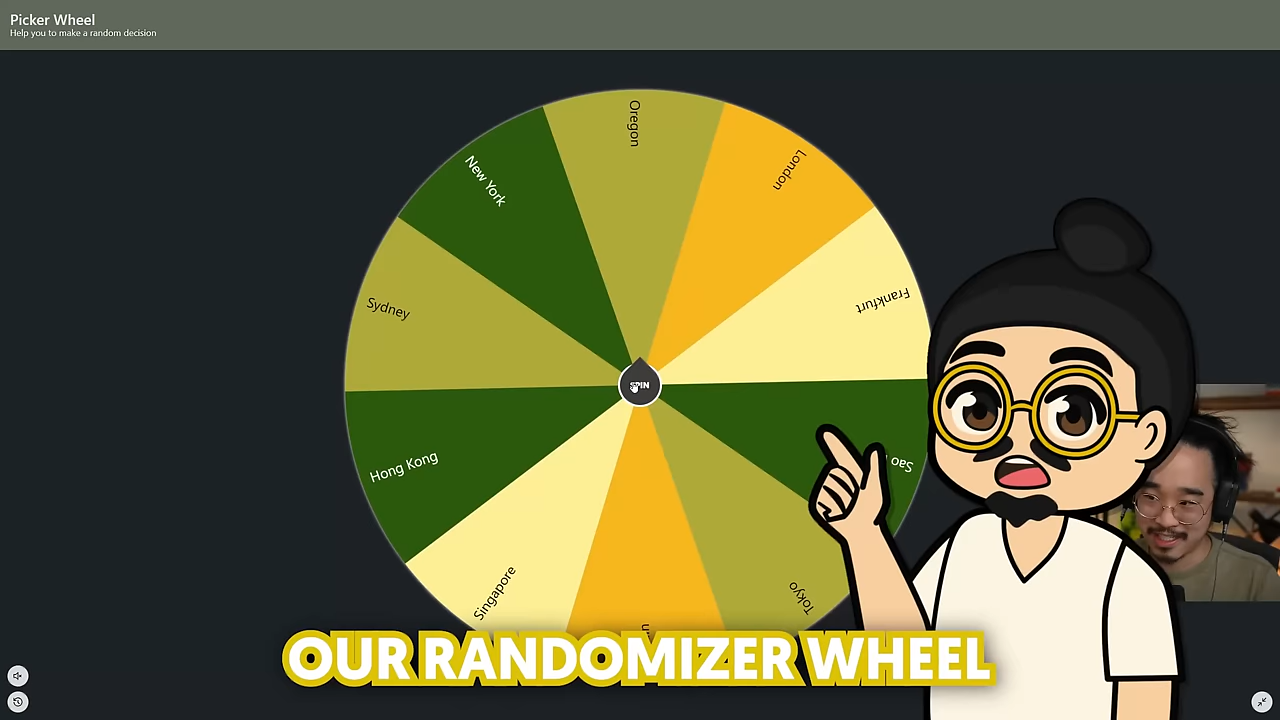 Picker Wheel
Help you to make a random decision
Oregon
London
New York
Frankfurt
Sydney
SPIN
Hong Kong
Sao
Singapore
Tokyo
OUR RANDOMIZER WHEEL